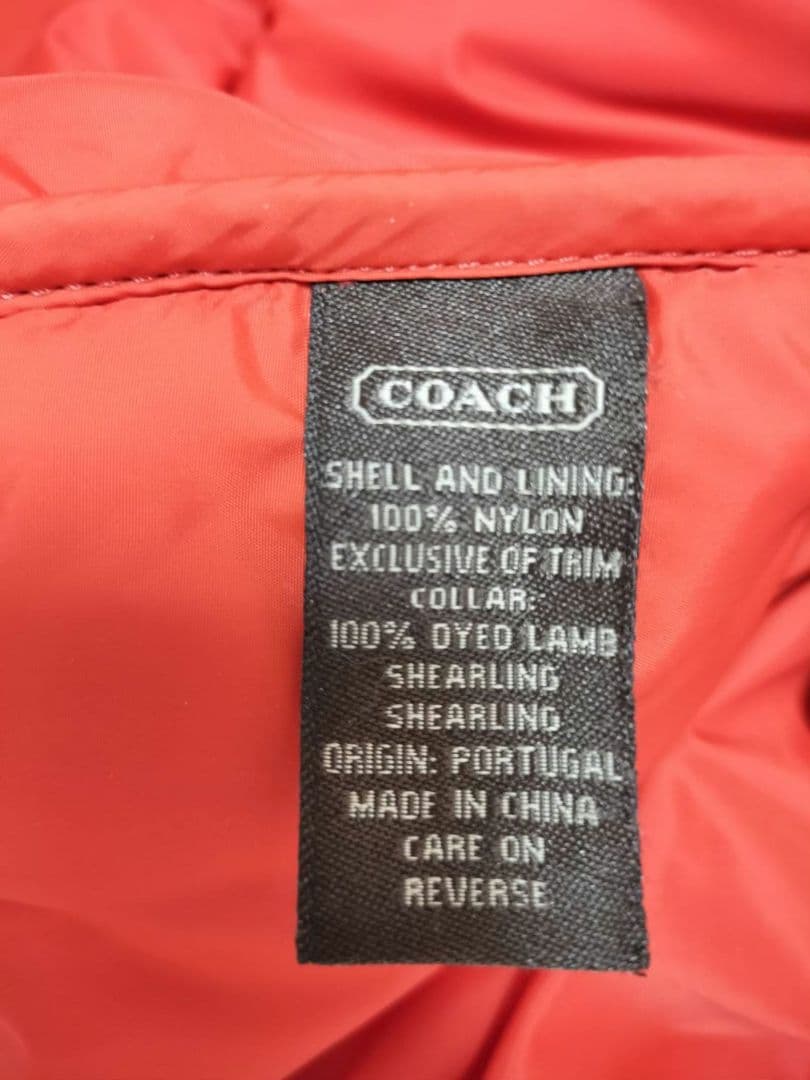 COACH
SHELL AND LINING:
100% NYLON
EXCLUSIVE OF TRIM
COLLAR:
100% DYED LAMB
SHEARLING
SHEARLING
ORIGIN: PORTUGAL
MADE IN CHINA
CARE ON
REVERSE